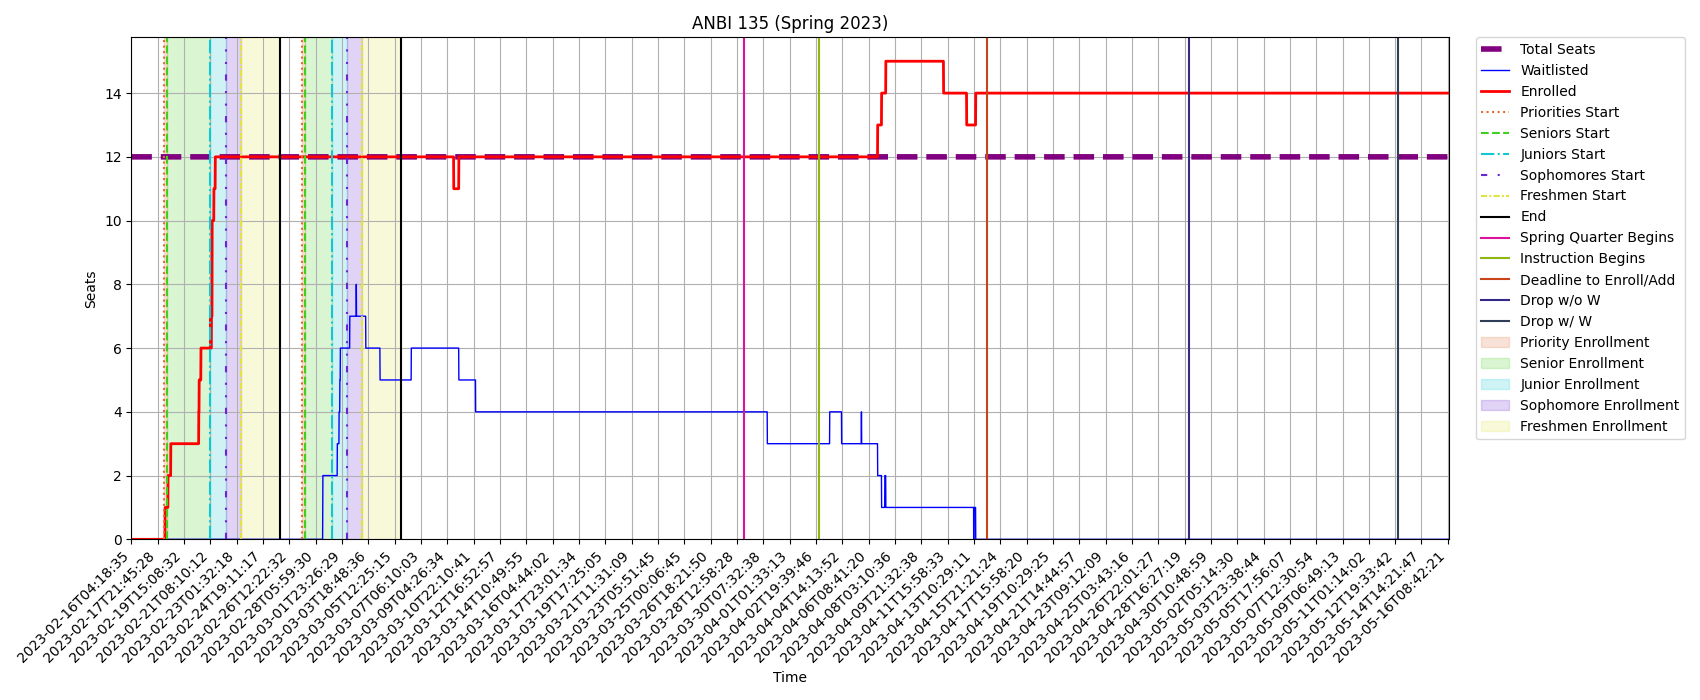 ANBI 135 (Spring 2023)
Seats
14
12
10
8
6
4
2
0
2023-02-16T04:18:35
2023-02-17T21:45:28
2023-02-19T15:08:32
2023-02-21T08:10:12
2023-02-23T01:32:18
2023-02-24T19:11:17
2023-02-26T12:22:32
2023-02-28T05:59:30
2023-03-01T23:26:29
2023-03-03T18:48:36
2023-03-05T12:25:15
2023-03-07T08:10:03
2023-03-09T04:26:34
2023-03-10T22:10:41
2023-03-12T16:52:57
2023-03-14T10:49:55
2023-03-16T04:44:02
2023-03-17T23:01:34
2023-03-19T17:25:05
2023-03-21T11:31:09
2023-03-23T05:51:45
2023-03-25T00:06:45
2023-03-26T18:21:50
2023-03-28T12:58:28
2023-03-30T07:32:38
2023-04-01T01:33:13
2023-04-02T19:39:46
2023-04-04T14:13:52
2023-04-06T08:41:20
2023-04-08T03:10:36
2023-04-09T21:32:38
2023-04-11T15:58:33
2023-04-13T10:29:11
2023-04-15T21:21:24
2023-04-17T15:58:20
2023-04-19T10:29:25
2023-04-21T14:44:57
2023-04-23T09:12:09
2023-04-25T03:43:16
2023-04-26T22:01:27
2023-04-28T16:27:19
2023-04-30T10:48:59
2023-05-02T05:14:30
2023-05-03T23:38:44
2023-05-05T17:56:07
2023-05-07T12:30:54
2023-05-09T06:49:13
2023-05-11T01:14:02
2023-05-12T19:33:42
2023-05-14T14:21:47
2023-05-16T08:42:21
Time
Total Seats
Waitlisted
Enrolled
Priorities Start
Seniors Start
Juniors Start
Sophomores Start
Freshmen Start
End
Spring Quarter Begins
Instruction Begins
Deadline to Enroll/Add
Drop w/o W
Drop w/ W
Priority Enrollment
Senior Enrollment
Junior Enrollment
Sophomore Enrollment
Freshmen Enrollment